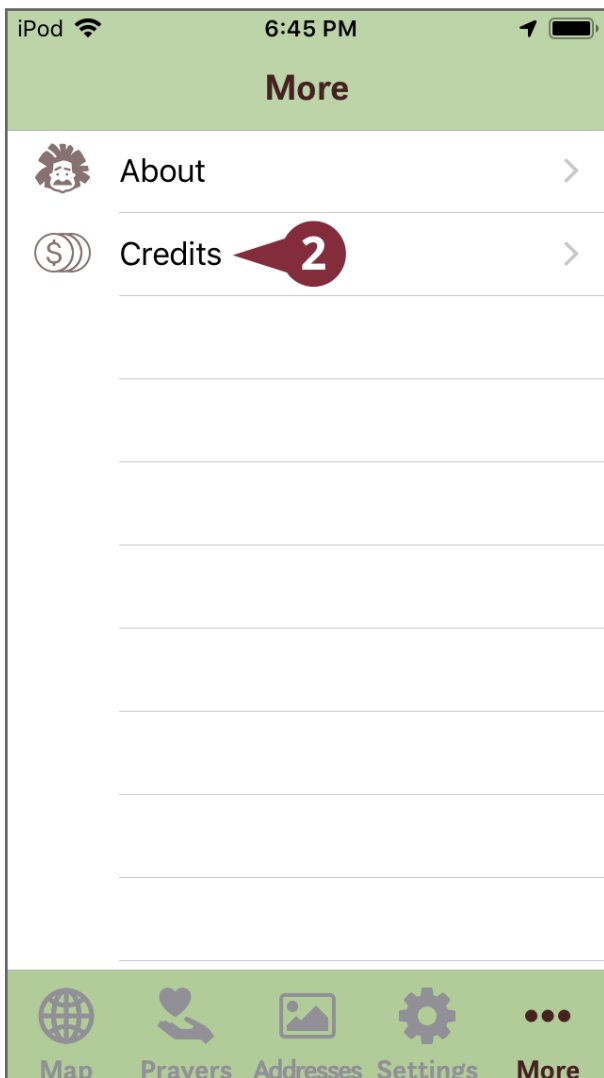 iPod 6:45 PM
More
About
$ Credits 2
Map Prayers Addresses Settings More